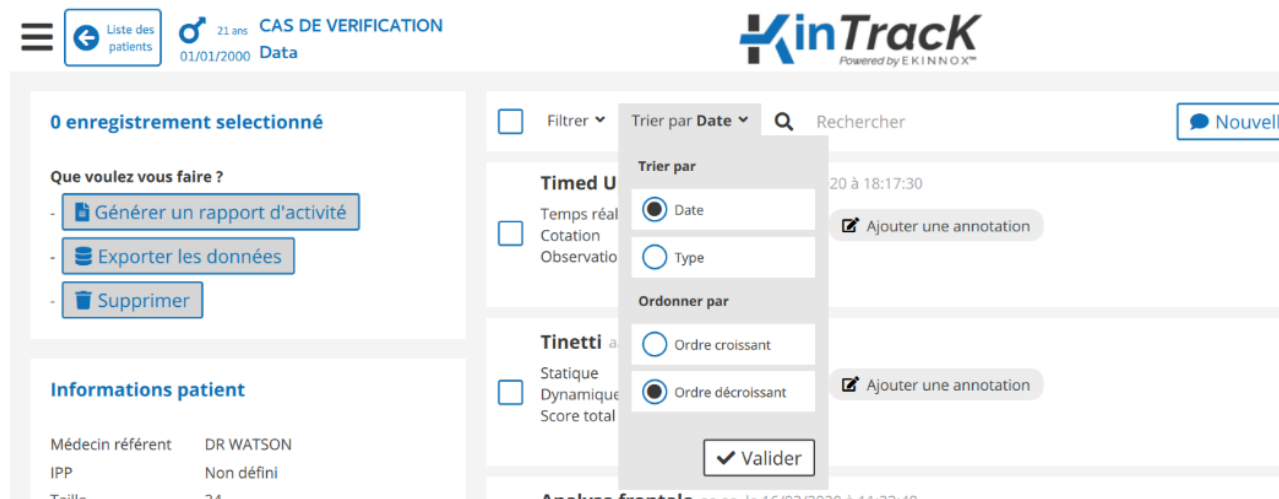 Liste des
patients
21 ans CAS DE VERIFICATION
01/01/2000 Data
KinTracK
Powered by EKINNOX™
0 enregistrement selectionné
Que voulez vous faire ?
- Générer un rapport d'activité
- Exporter les données
- Supprimer
Informations patient
Médecin référent DR WATSON
IPP Non défini
Filtrer Trier par Date Rechercher
Trier par
Date
Type
Ordonner par
Ordre croissant
Ordre décroissant
Valider
Timed U 20 à 18:17:30
Temps réal
Cotation
Observatio
Ajouter une annotation
Tinetti
Statique
Dynamique
Score total
Ajouter une annotation